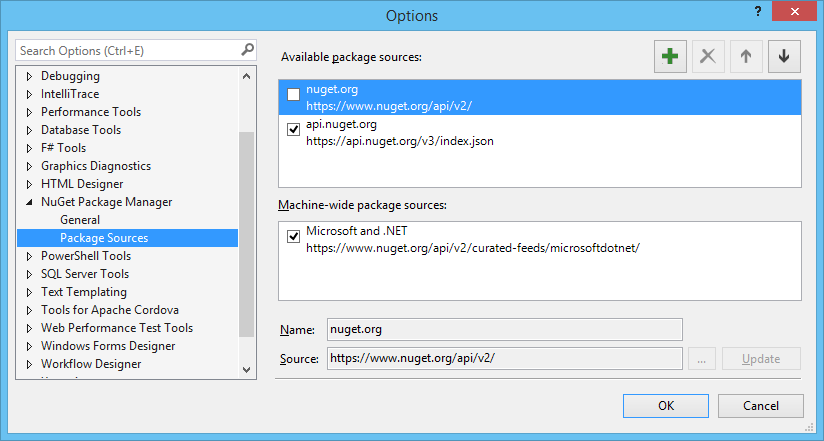 Options
?
Search Options (Ctrl+E)
Debugging
IntelliTrace
Performance Tools
Database Tools
F# Tools
Graphics Diagnostics
HTML Designer
NuGet Package Manager
General
Package Sources
PowerShell Tools
SQL Server Tools
Text Templating
Tools for Apache Cordova
Web Performance Test Tools
Windows Forms Designer
Workflow Designer
Available package sources:
nuget.org
https://www.nuget.org/api/v2/
api.nuget.org
https://api.nuget.org/v3/index.json
Machine-wide package sources:
Microsoft and .NET
https://www.nuget.org/api/v2/curated-feeds/microsoftdotnet/
Name: nuget.org
Source: https://www.nuget.org/api/v2/ ... Update
OK Cancel